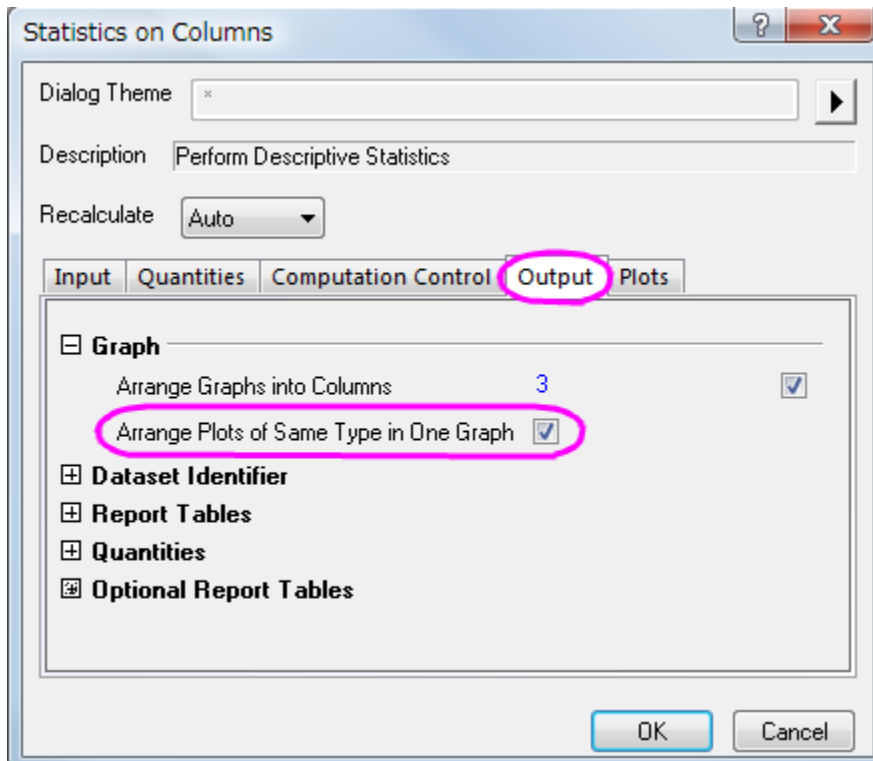 Statistics on Columns
Dialog Theme *
Description Perform Descriptive Statistics
Recalculate Auto
Input Quantities Computation Control Output Plots
Graph
Arrange Graphs into Columns 3
Arrange Plots of Same Type in One Graph
Dataset Identifier
Report Tables
Quantities
Optional Report Tables
OK Cancel